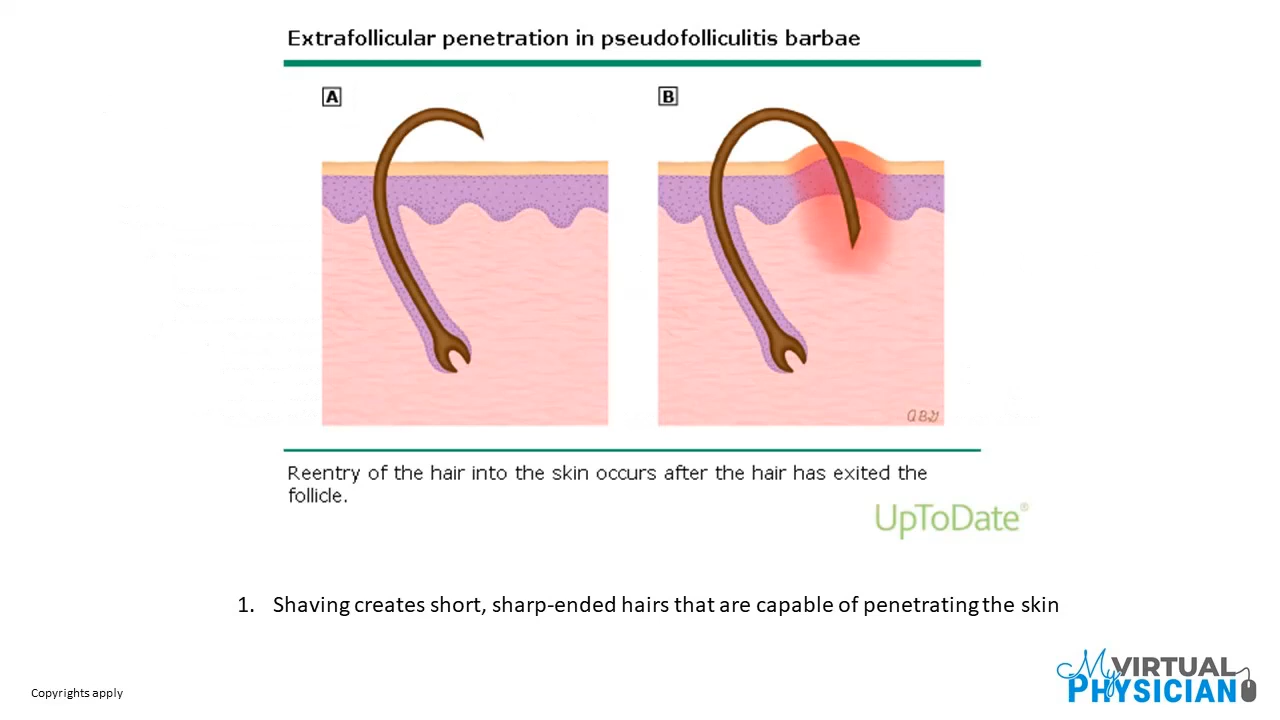 Extrafollicular penetration in pseudofolliculitis barbae
A
B
Reentry of the hair into the skin occurs after the hair has exited the
follicle.
UpToDate®
1. Shaving creates short, sharp-ended hairs that are capable of penetrating the skin
My VIRTUAL
PHYSICIAN
Copyrights apply